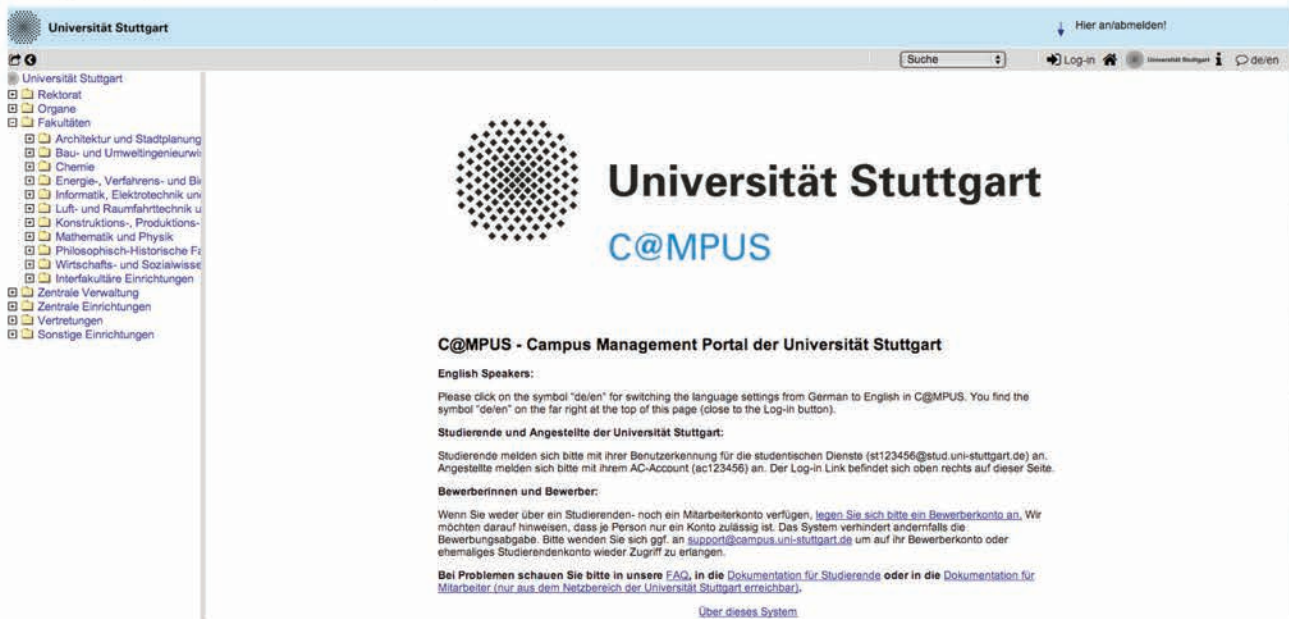 Universität Stuttgart
Hier an/abmelden!
Suche
Log-in
Universität Stuttgart
de/en
Universität Stuttgart
Rektorat
Organe
Fakultäten
Architektur und Stadtplanung
Bau- und Umweltingenieurwi
Chemie
Energie-, Verfahrens- und Bi
Informatik, Elektrotechnik un
Luft- und Raumfahrttechnik u
Konstruktions-, Produktions-
Mathematik und Physik
Philosophisch-Historische Fa
Wirtschafts- und Sozialwisse
Interfakultäre Einrichtungen
Zentrale Verwaltung
Zentrale Einrichtungen
Vertretungen
Sonstige Einrichtungen
Universität Stuttgart
C@MPUS
C@MPUS - Campus Management Portal der Universität Stuttgart
English Speakers:
Please click on the symbol "de/en" for switching the language settings from German to English in C@MPUS. You find the
symbol "de/en" on the far right at the top of this page (close to the Log-in button).
Studierende und Angestellte der Universität Stuttgart:
Studierende melden sich bitte mit ihrer Benutzerkennung für die studentischen Dienste (st123456@stud.uni-stuttgart.de) an.
Angestellte melden sich bitte mit ihrem AC-Account (ac123456) an. Der Log-in Link befindet sich oben rechts auf dieser Seite.
Bewerberinnen und Bewerber:
Wenn Sie weder über ein Studierenden- noch ein Mitarbeiterkonto verfügen, legen Sie sich bitte ein Bewerberkonto an. Wir
möchten darauf hinweisen, dass je Person nur ein Konto zulässig ist. Das System verhindert andernfalls die
Bewerbungsabgabe. Bitte wenden Sie sich ggf. an support@campus.uni-stuttgart.de um auf ihr Bewerberkonto oder
ehemaliges Studierendenkonto wieder Zugriff zu erlangen.
Bei Problemen schauen Sie bitte in unsere FAQ, in die Dokumentation für Studierende oder in die Dokumentation für
Mitarbeiter (nur aus dem Netzbereich der Universität Stuttgart erreichbar).
Über dieses System